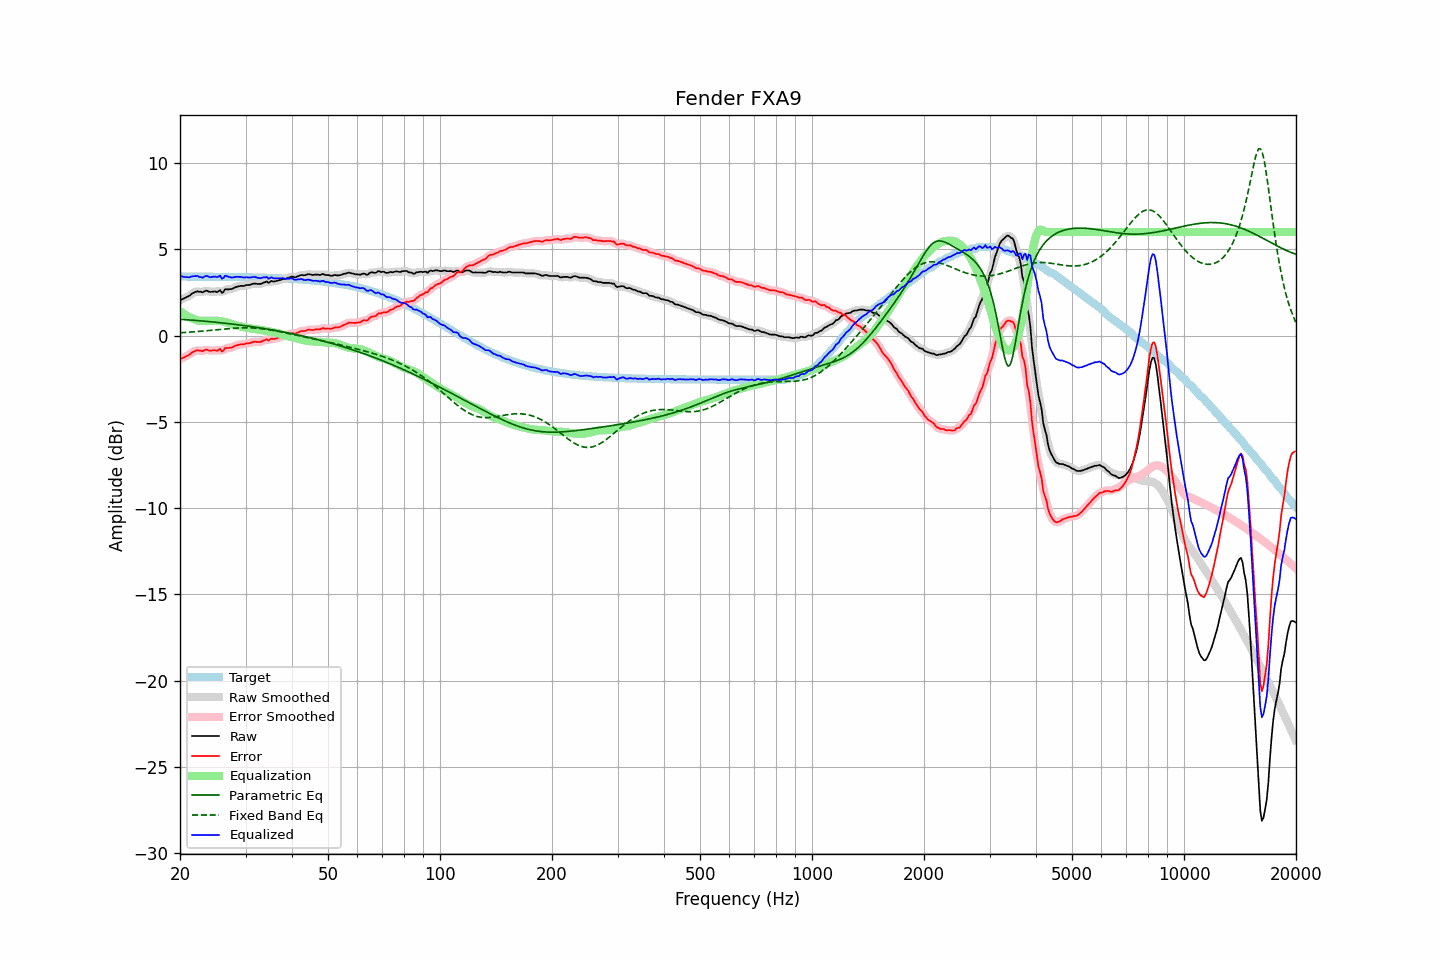 Fender FXA9
Amplitude (dBr)
10
5
0
−5
−10
−15
−20
−25
−30
Target
Raw Smoothed
Error Smoothed
Raw
Error
Equalization
Parametric Eq
Fixed Band Eq
Equalized
20 50 100 200 500 1000 2000 5000 10000 20000
Frequency (Hz)